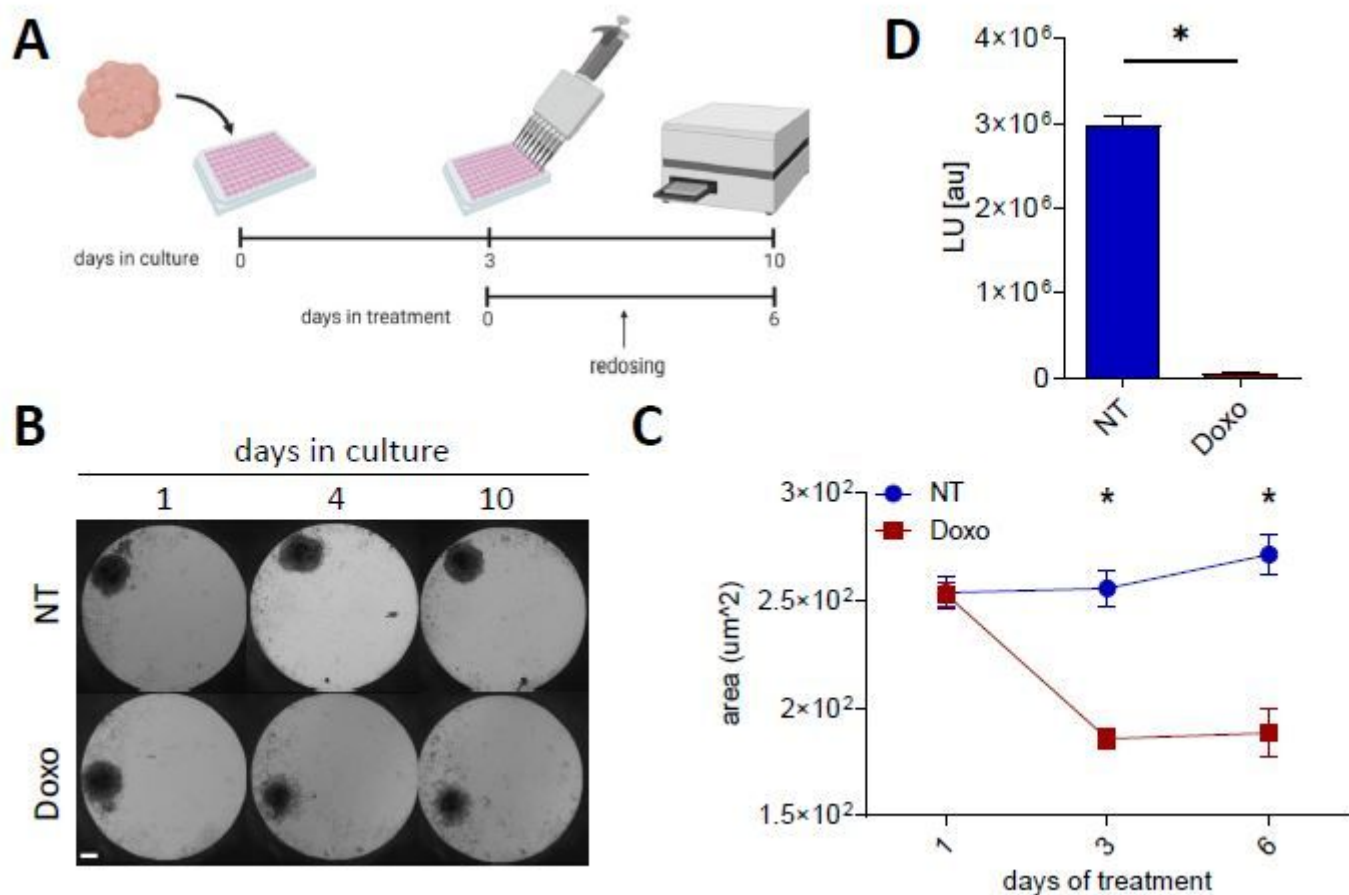 A
days in culture
0
3
10
days in treatment
0
6
redosing
B
days in culture
1
4
10
NT
Doxo
D
4×10⁶
3×10⁶
2×10⁶
1×10⁶
0
LU [au]
*
NT
Doxo
C
3×10²
2.5×10²
2×10²
1.5×10²
area (um^2)
NT
Doxo
*
*
1
3
6
days of treatment